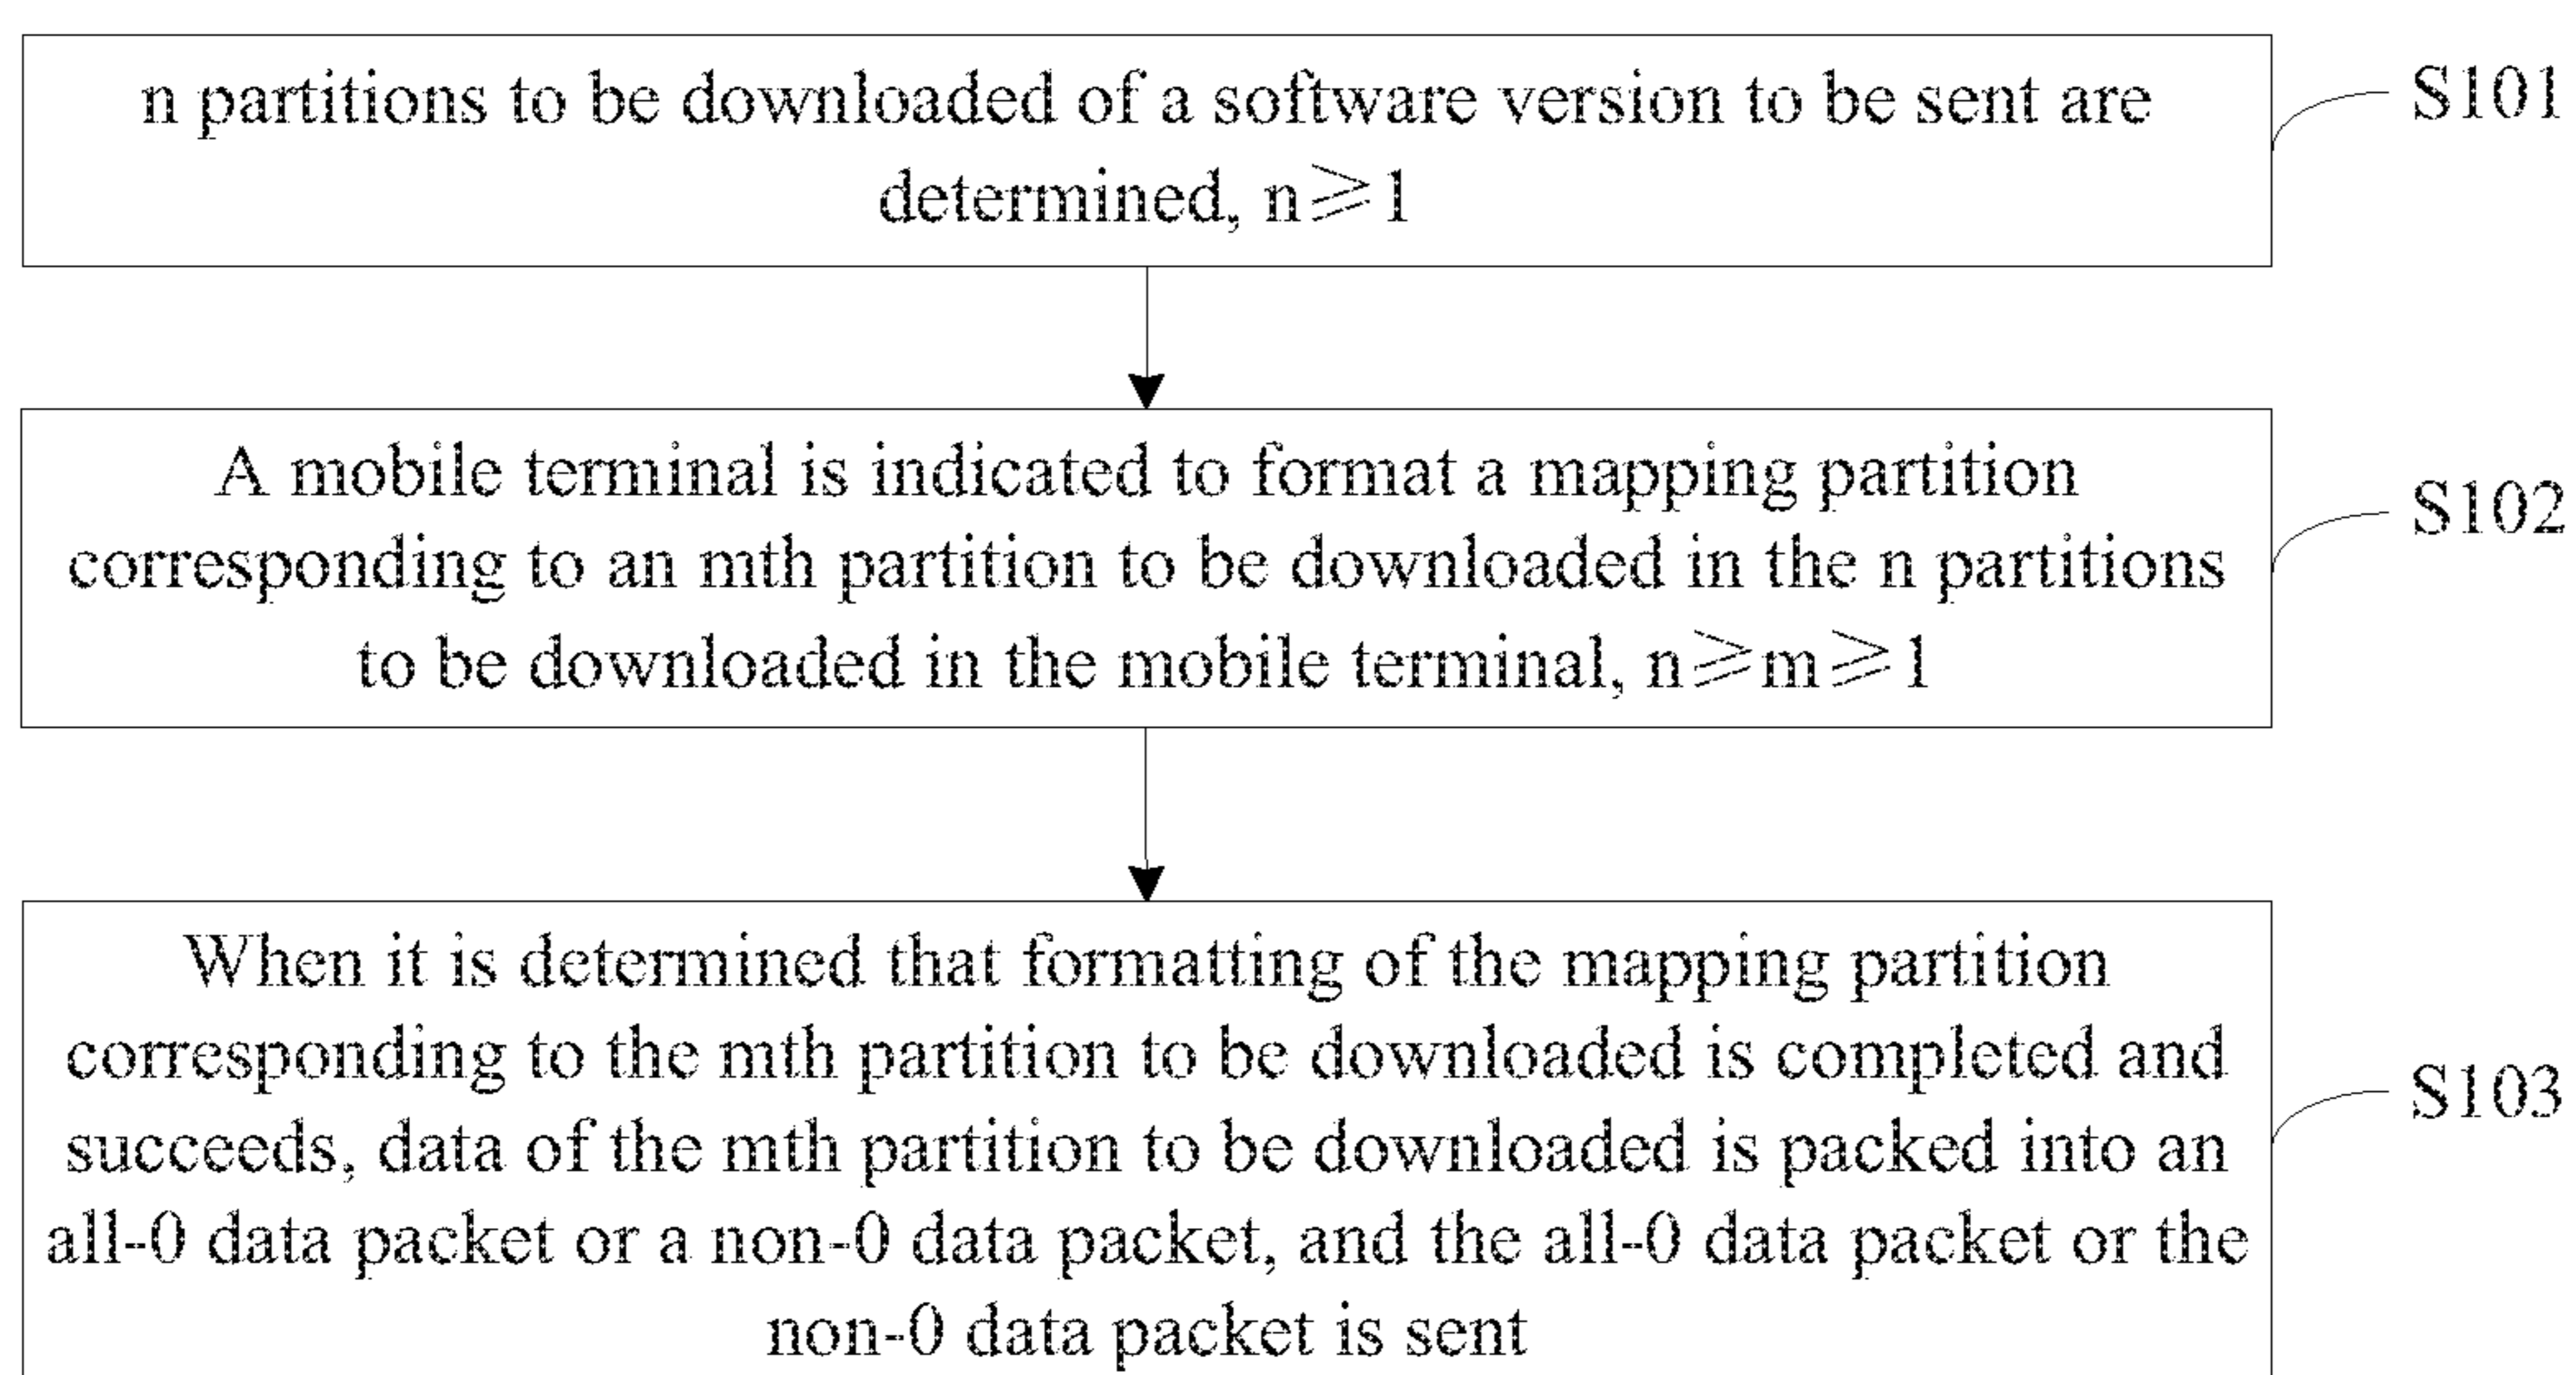 n partitions to be downloaded of a software version to be sent are
determined, n⩾1
S101
A mobile terminal is indicated to format a mapping partition
corresponding to an mth partition to be downloaded in the n partitions
to be downloaded in the mobile terminal, n⩾m⩾1
S102
When it is determined that formatting of the mapping partition
corresponding to the mth partition to be downloaded is completed and
succeeds, data of the mth partition to be downloaded is packed into an
all-0 data packet or a non-0 data packet, and the all-0 data packet or the
non-0 data packet is sent
S103